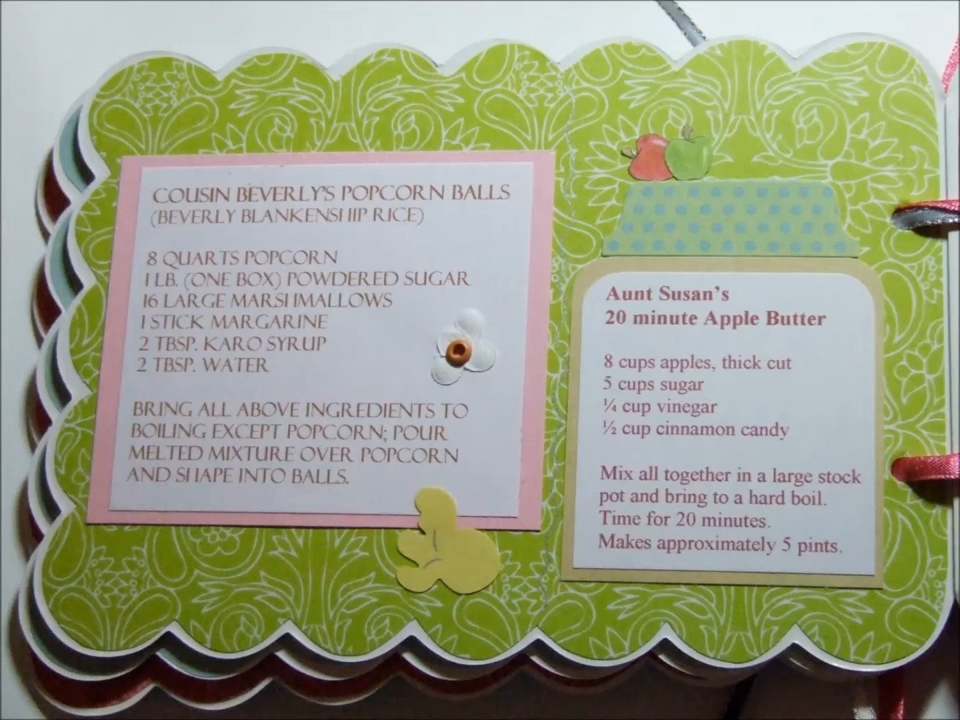 COUSIN BEVERLY'S POPCORN BALLS
(BEVERLY BLANKENSHIP RICE)
8 QUARTS POPCORN
1 LB. (ONE BOX) POWDERED SUGAR
16 LARGE MARSHMALLOWS
1 STICK MARGARINE
2 TBSP. KARO SYRUP
2 TBSP. WATER
BRING ALL ABOVE INGREDIENTS TO
BOILING EXCEPT POPCORN; POUR
MELTED MIXTURE OVER POPCORN
AND SHAPE INTO BALLS.
Aunt Susan's
20 minute Apple Butter
8 cups apples, thick cut
5 cups sugar
¼ cup vinegar
½ cup cinnamon candy
Mix all together in a large stock
pot and bring to a hard boil.
Time for 20 minutes.
Makes approximately 5 pints.